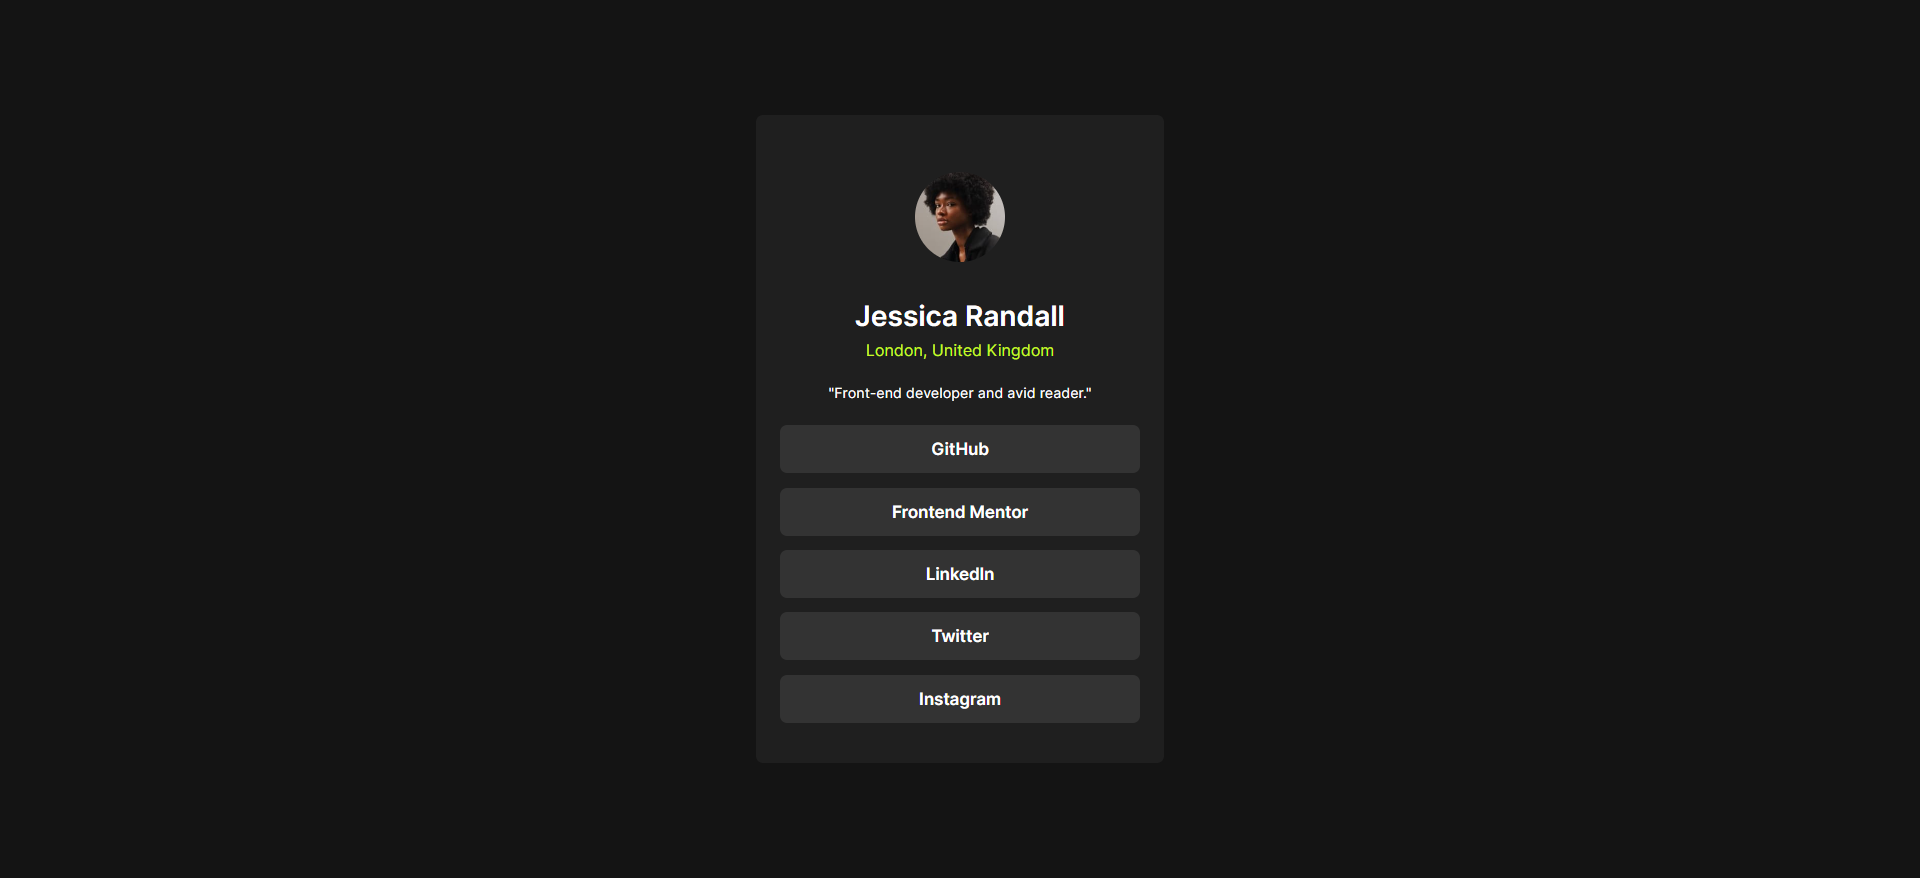 Jessica Randall
London, United Kingdom
"Front-end developer and avid reader."
GitHub
Frontend Mentor
LinkedIn
Twitter
Instagram